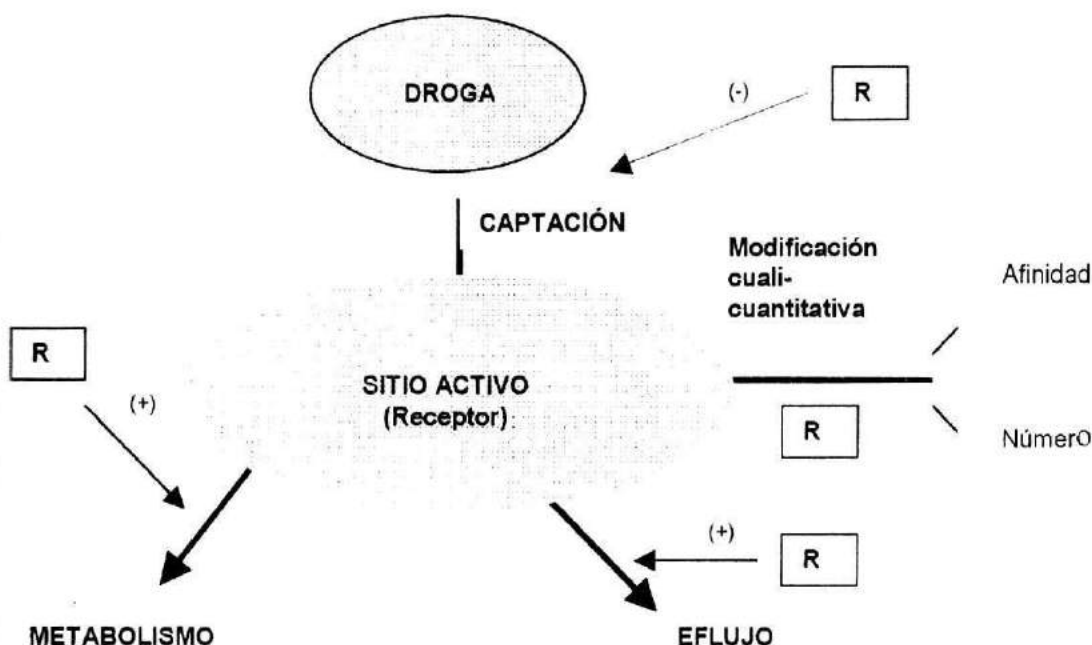 DROGA
(-)
R
CAPTACIÓN
Modificación
cuali-
cuantitativa
Afinidad
R
(+)
SITIO ACTIVO
(Receptor)
R
Número
(+)
R
METABOLISMO
EFLUJO